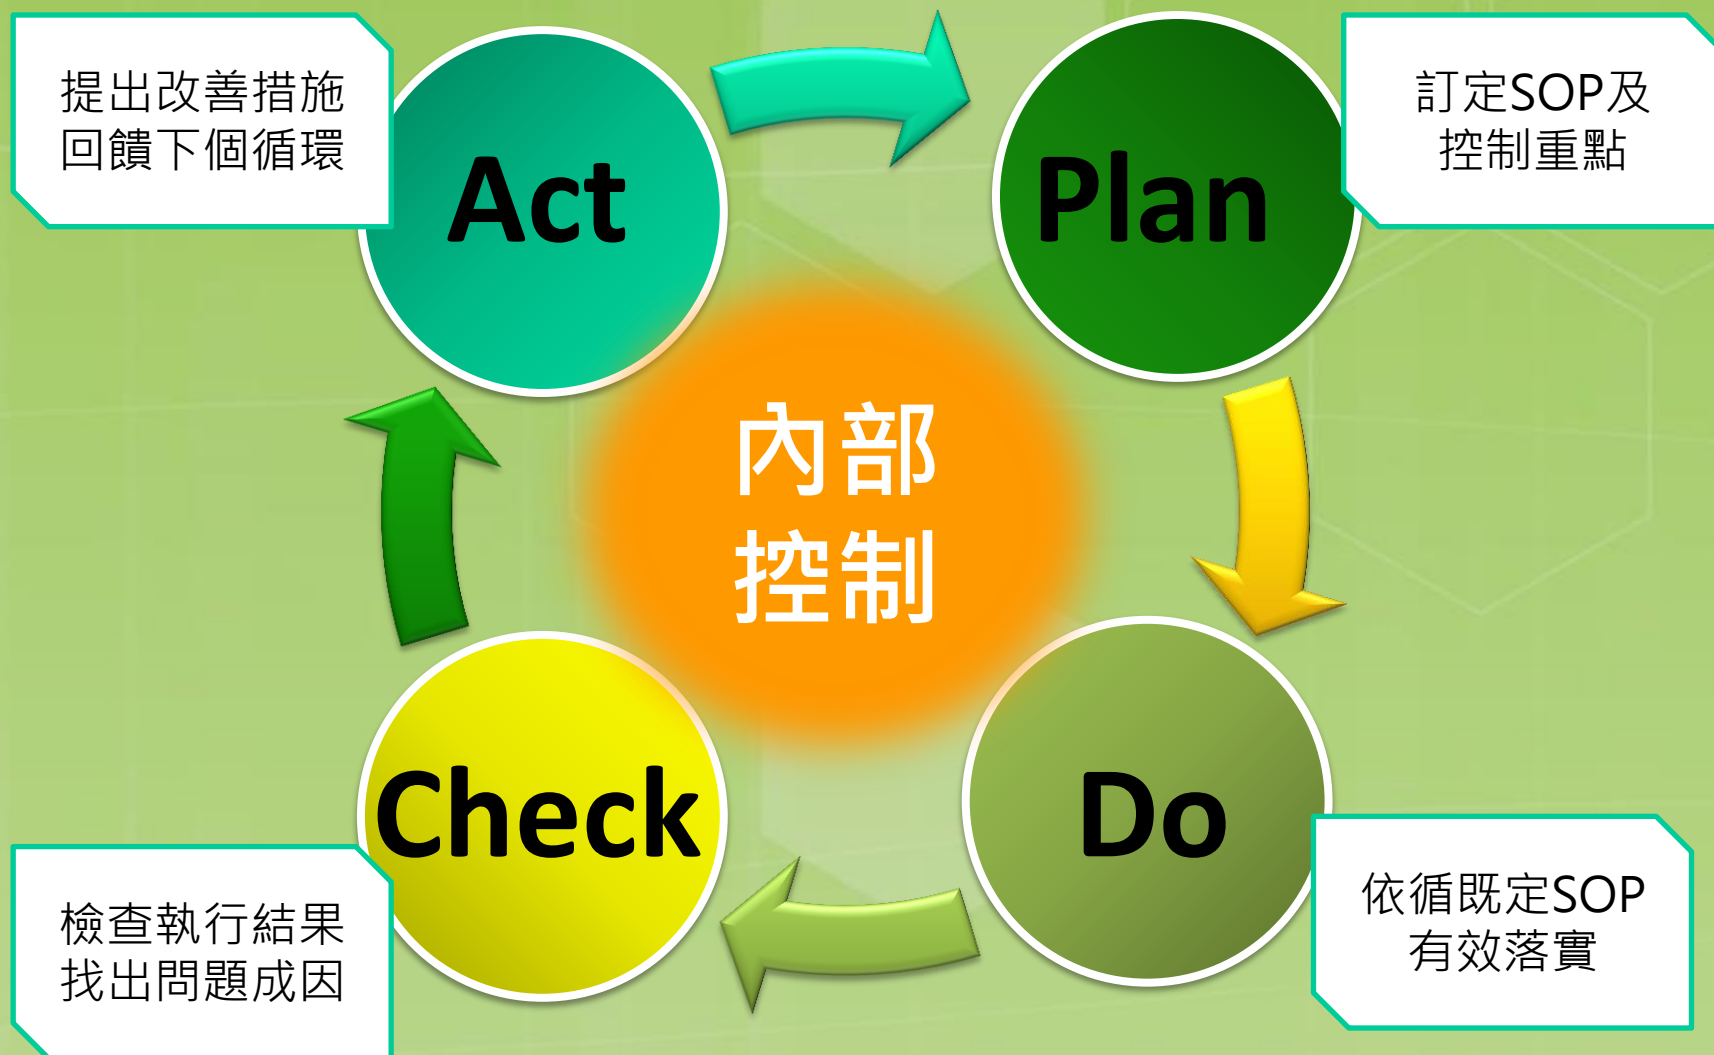 提出改善措施
回饋下個循環
Act
Plan
訂定SOP及
控制重點
內部
控制
Check
檢查執行結果
找出問題成因
Do
依循既定SOP
有效落實